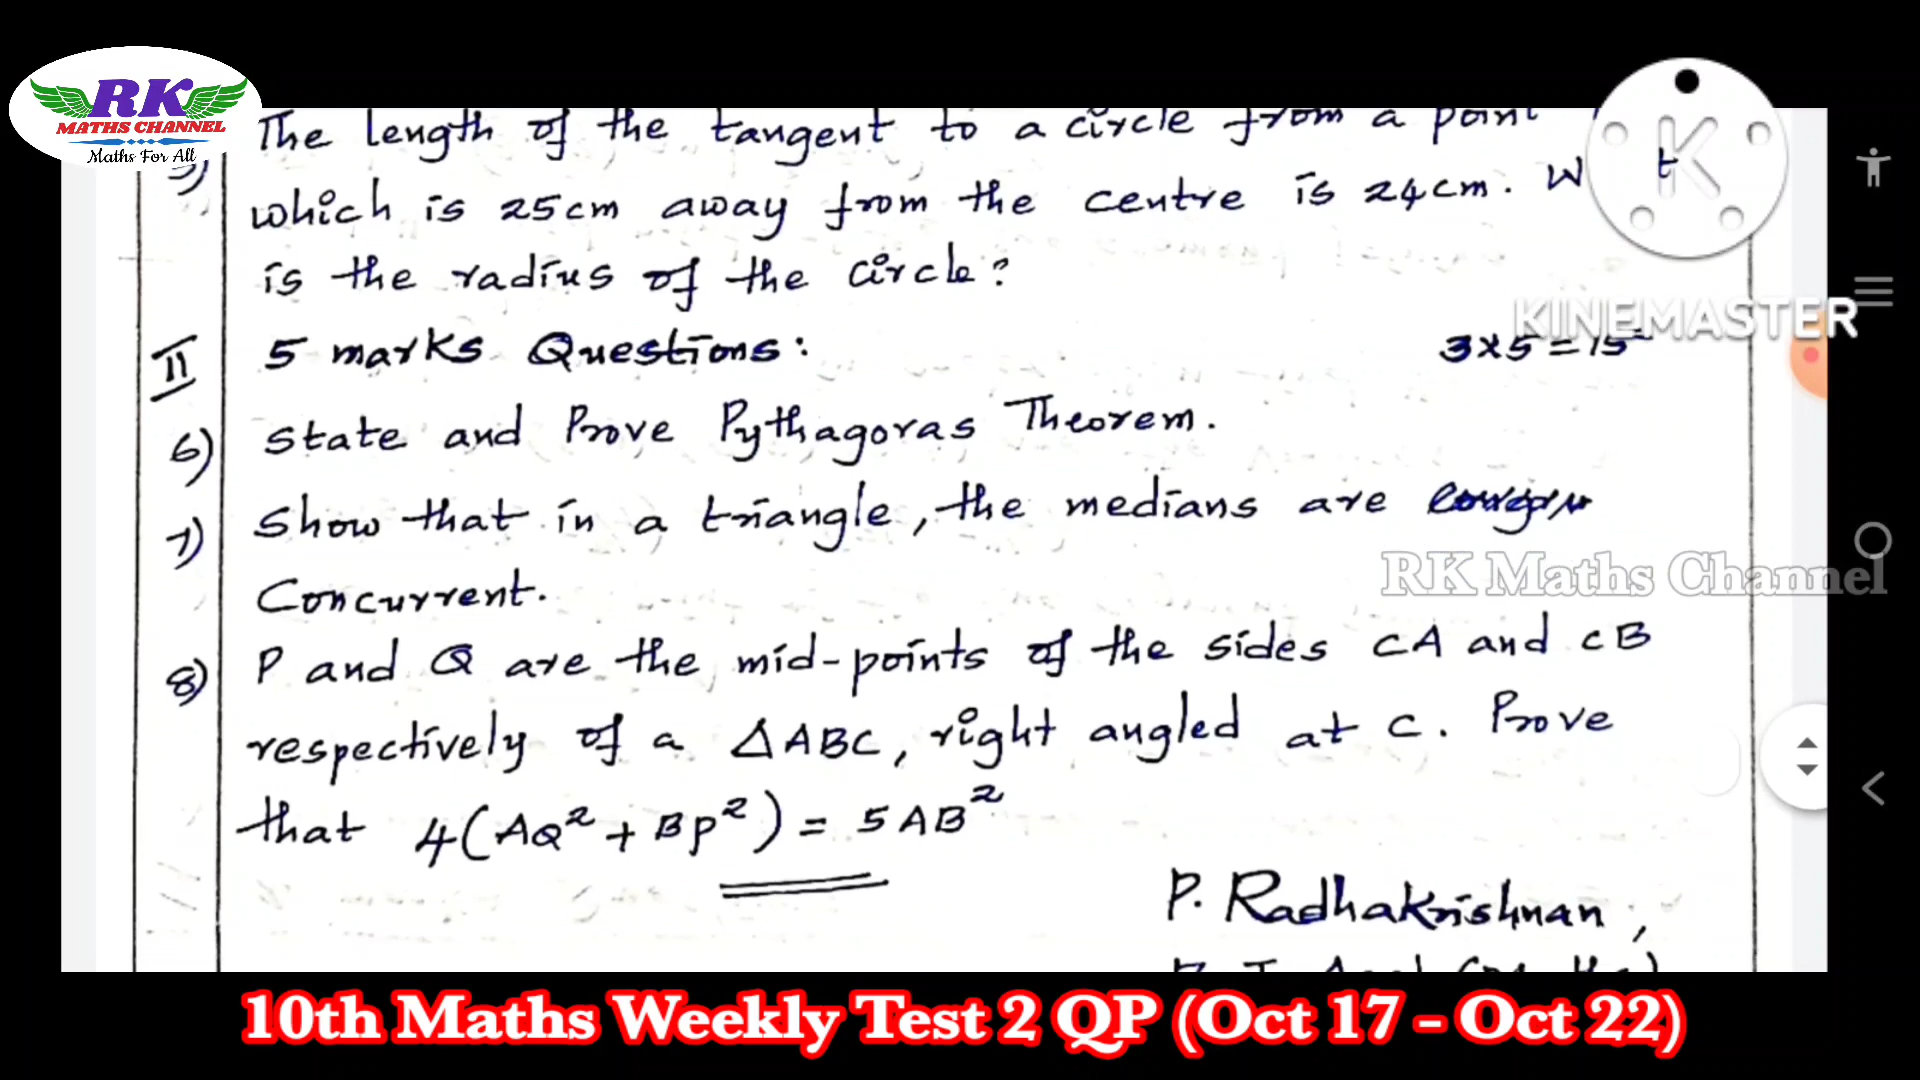 RK
MATHS CHANNEL
Maths For All
The length of the tangent to a circle from a point
which is 25cm away from the centre is 24cm. W t
is the radius of the circle?
KINEMASTER
II 5 marks Questions: 3×5=15
6) State and Prove Pythagoras Theorem.
7) Show that in a triangle, the medians are
Concurrent.
RK Maths Channel
8) P and Q are the mid-points of the sides CA and CB
respectively of a ΔABC, right angled at C. Prove
that 4(AQ² + BP²) = 5AB²
P. Radhakrishnan,
10th Maths Weekly Test 2 QP (Oct 17 - Oct 22)